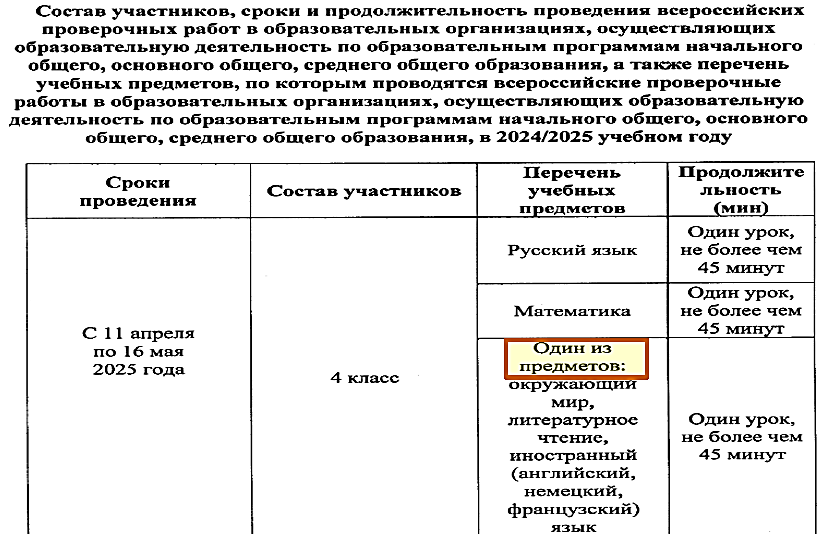 Состав участников, сроки и продолжительность проведения всероссийских
проверочных работ в образовательных организациях, осуществляющих
образовательную деятельность по образовательным программам начального
общего, основного общего, среднего общего образования, а также перечень
учебных предметов, по которым проводятся всероссийские проверочные
работы в образовательных организациях, осуществляющих образовательную
деятельность по образовательным программам начального общего, основного
общего, среднего общего образования, в 2024/2025 учебном году
Сроки
проведения
Состав участников
Перечень
учебных
предметов
Продолжите
льность
(мин)
С 11 апреля
по 16 мая
2025 года
4 класс
Русский язык
Один урок,
не более чем
45 минут
Математика
Один урок,
не более чем
45 минут
Один из
предметов:
окружающий
мир,
литературное
чтение,
иностранный
(английский,
немецкий,
французский)
язык
Один урок,
не более чем
45 минут